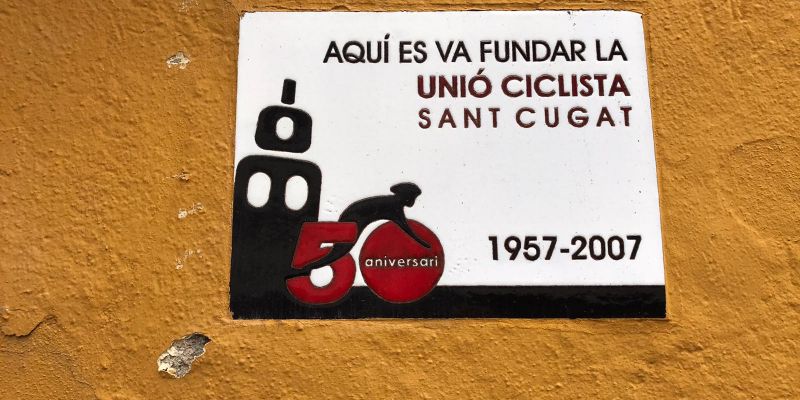 AQUÍ ES VA FUNDAR LA
UNIÓ CICLISTA
SANT CUGAT
50
aniversari
1957-2007